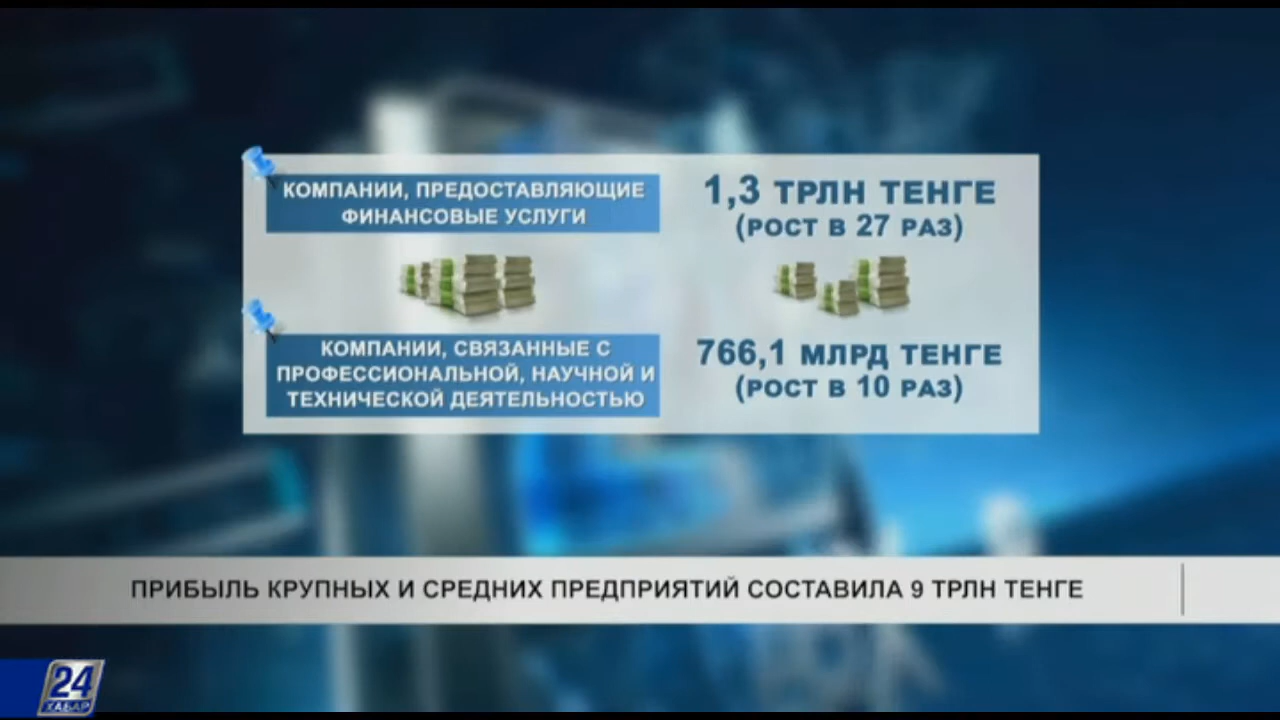 КОМПАНИИ, ПРЕДОСТАВЛЯЮЩИЕ
ФИНАНСОВЫЕ УСЛУГИ
1,3 ТРЛН ТЕНГЕ
(РОСТ В 27 РАЗ)
КОМПАНИИ, СВЯЗАННЫЕ С
ПРОФЕССИОНАЛЬНОЙ, НАУЧНОЙ И
ТЕХНИЧЕСКОЙ ДЕЯТЕЛЬНОСТЬЮ
766,1 МЛРД ТЕНГЕ
(РОСТ В 10 РАЗ)
ПРИБЫЛЬ КРУПНЫХ И СРЕДНИХ ПРЕДПРИЯТИЙ СОСТАВИЛА 9 ТРЛН ТЕНГЕ
24
ХАБАР